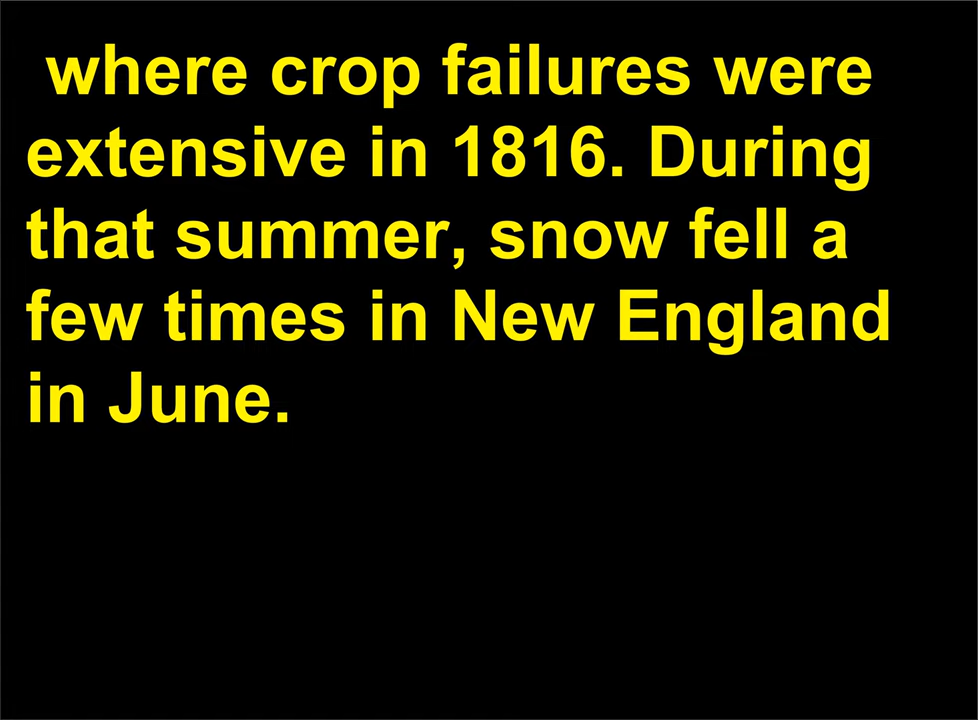 where crop failures were
extensive in 1816. During
that summer, snow fell a
few times in New England
in June.